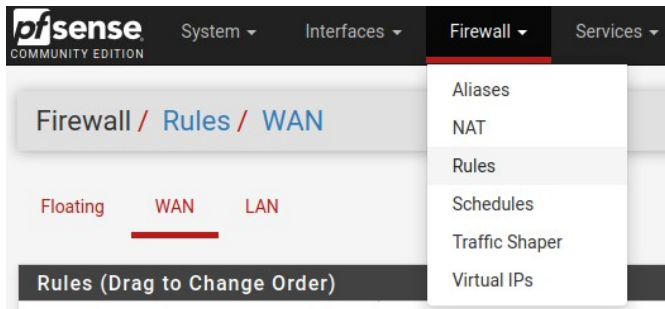 pfsense.
COMMUNITY EDITION
System
Interfaces
Firewall
Services
Aliases
NAT
Rules
Schedules
Traffic Shaper
Virtual IPs
Firewall / Rules / WAN
Floating WAN LAN
Rules (Drag to Change Order)